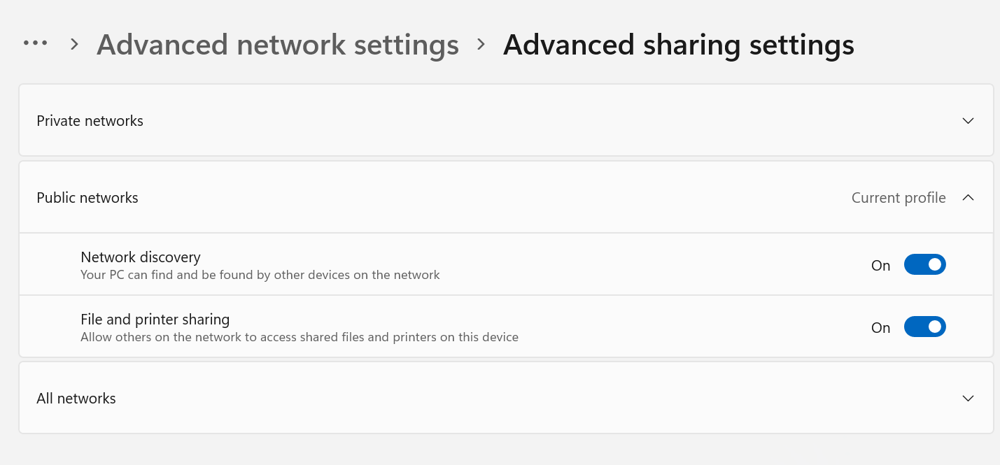 ... > Advanced network settings > Advanced sharing settings
Private networks
Public networks Current profile
Network discovery
Your PC can find and be found by other devices on the network
On
File and printer sharing
Allow others on the network to access shared files and printers on this device
On
All networks